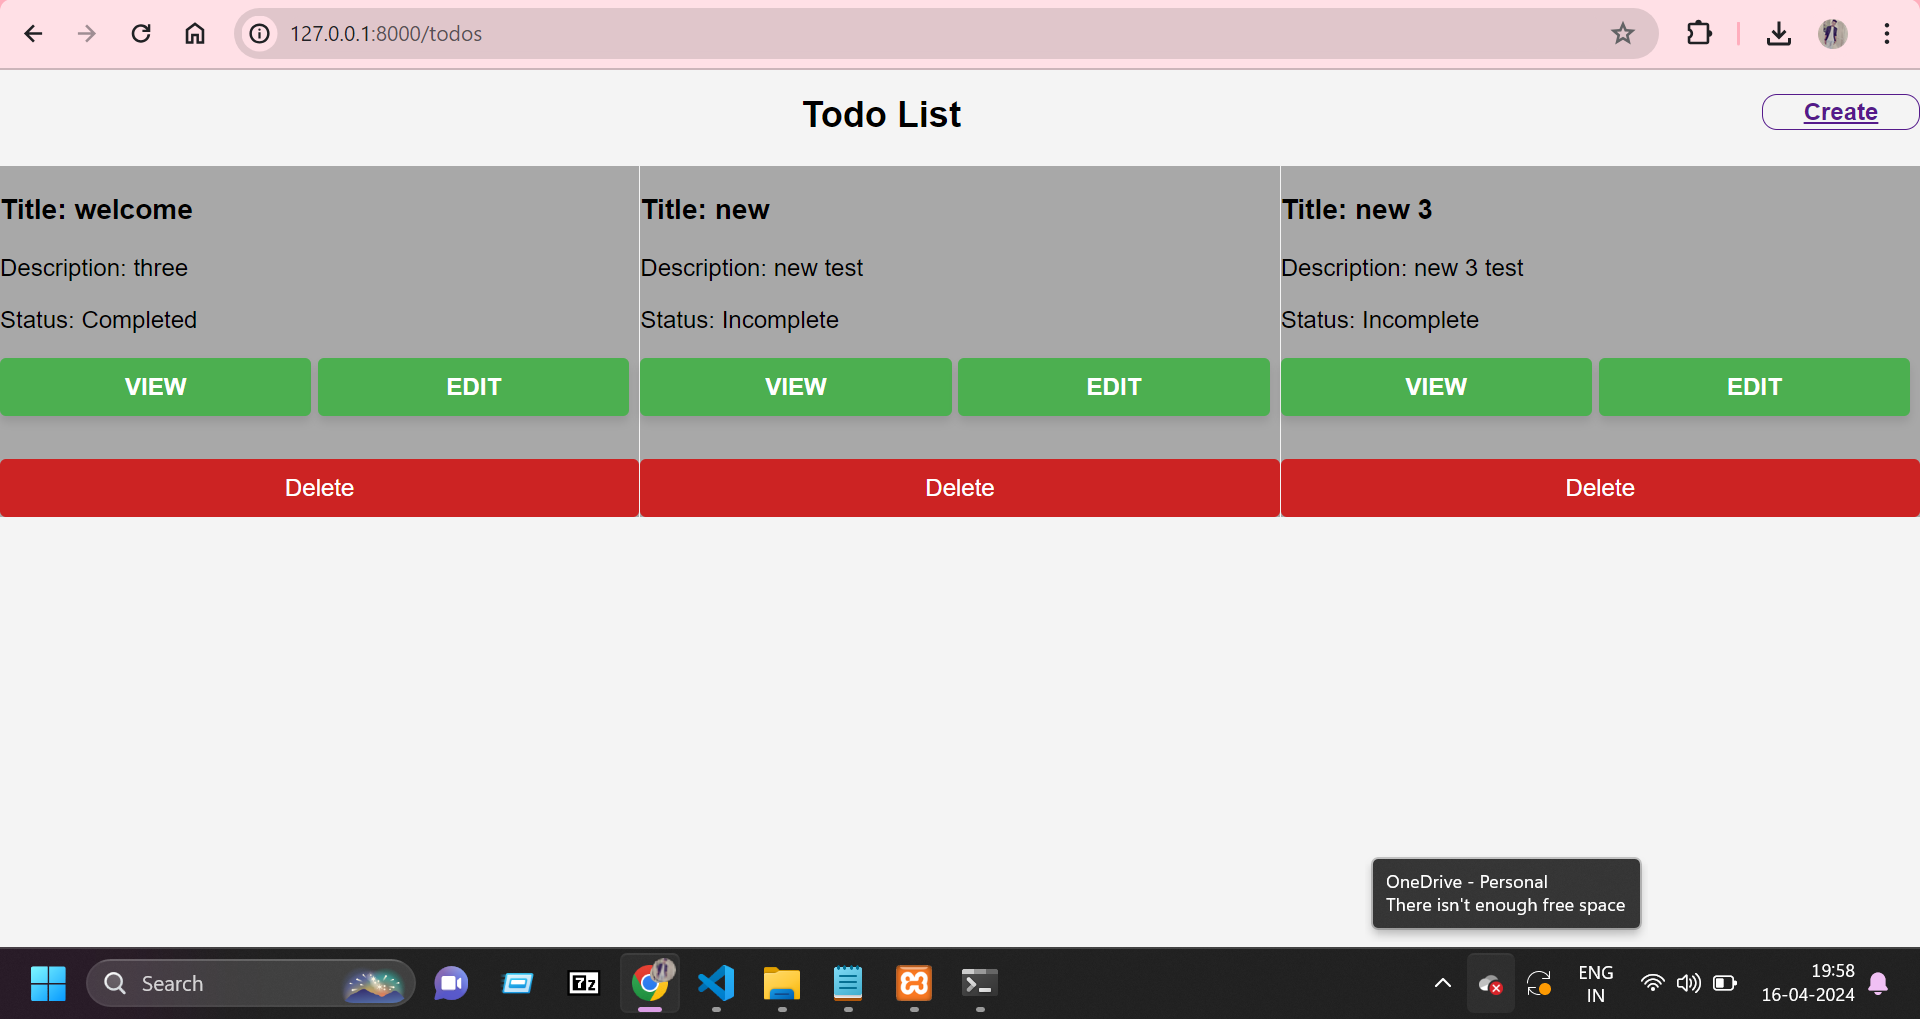 127.0.0.1:8000/todos
Todo List
Create
Title: welcome
Description: three
Status: Completed
VIEW
EDIT
Delete
Title: new
Description: new test
Status: Incomplete
VIEW
EDIT
Delete
Title: new 3
Description: new 3 test
Status: Incomplete
VIEW
EDIT
Delete
OneDrive - Personal
There isn't enough free space
Search
7z
ENG
IN
19:58
16-04-2024